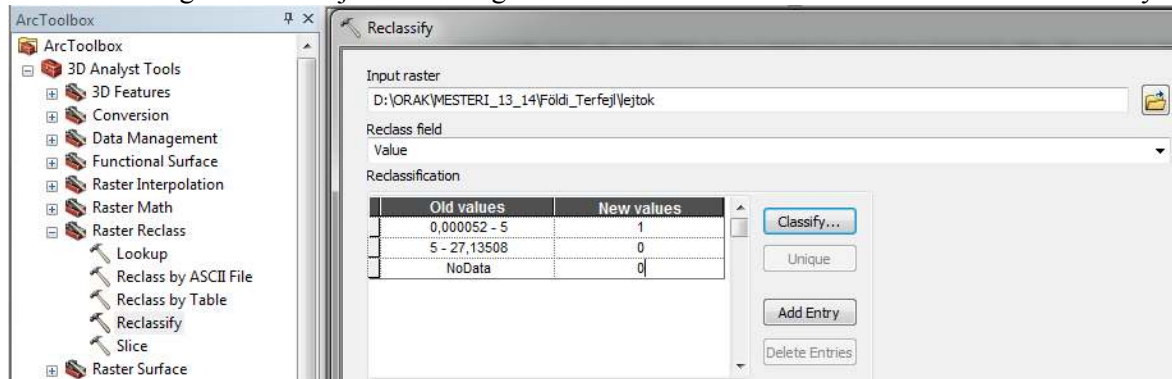 ArcToolbox
ArcToolbox
3D Analyst Tools
3D Features
Conversion
Data Management
Functional Surface
Raster Interpolation
Raster Math
Raster Reclass
Lookup
Reclass by ASCII File
Reclass by Table
Reclassify
Slice
Raster Surface
Reclassify
Input raster
D:\ORAK\MESTERI_13_14\Földi_Terfejl\lejtok
Reclass field
Value
Reclassification
Old values New values
0,000052 - 5 1
5 - 27,13508 0
NoData 0
Classify...
Unique
Add Entry
Delete Entries